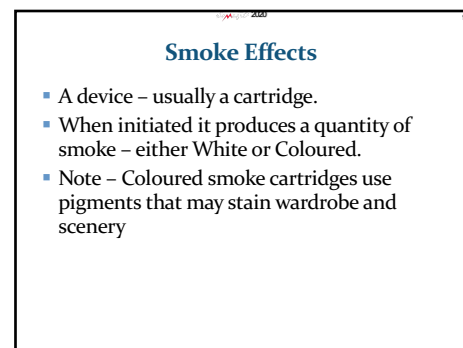 2020
Smoke Effects
▪ A device – usually a cartridge.
▪ When initiated it produces a quantity of
smoke – either White or Coloured.
▪ Note – Coloured smoke cartridges use
pigments that may stain wardrobe and
scenery